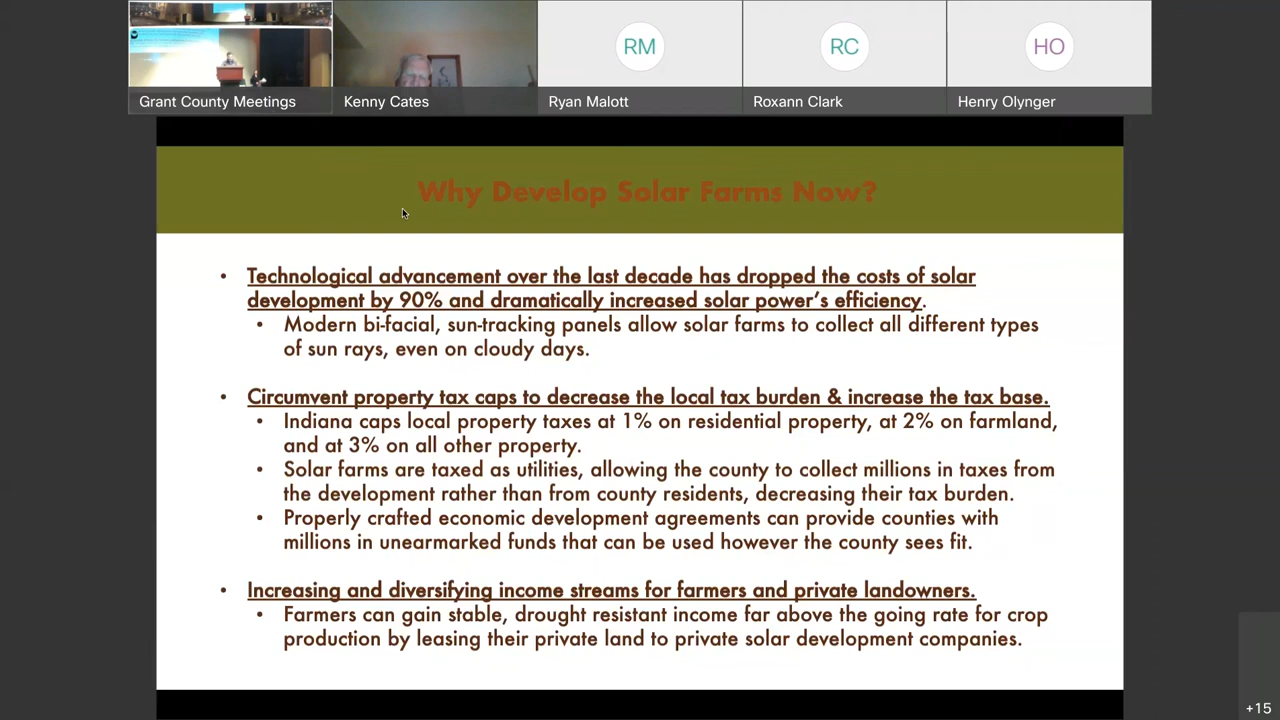 RM
RC
HO
Grant County Meetings
Kenny Cates
Ryan Malott
Roxann Clark
Henry Olynger
Why Develop Solar Farms Now?
• Technological advancement over the last decade has dropped the costs of solar
development by 90% and dramatically increased solar power's efficiency.
• Modern bi-facial, sun-tracking panels allow solar farms to collect all different types
of sun rays, even on cloudy days.
• Circumvent property tax caps to decrease the local tax burden & increase the tax base.
• Indiana caps local property taxes at 1% on residential property, at 2% on farmland,
and at 3% on all other property.
• Solar farms are taxed as utilities, allowing the county to collect millions in taxes from
the development rather than from county residents, decreasing their tax burden.
• Properly crafted economic development agreements can provide counties with
millions in unearmarked funds that can be used however the county sees fit.
• Increasing and diversifying income streams for farmers and private landowners.
• Farmers can gain stable, drought resistant income far above the going rate for crop
production by leasing their private land to private solar development companies.
+15